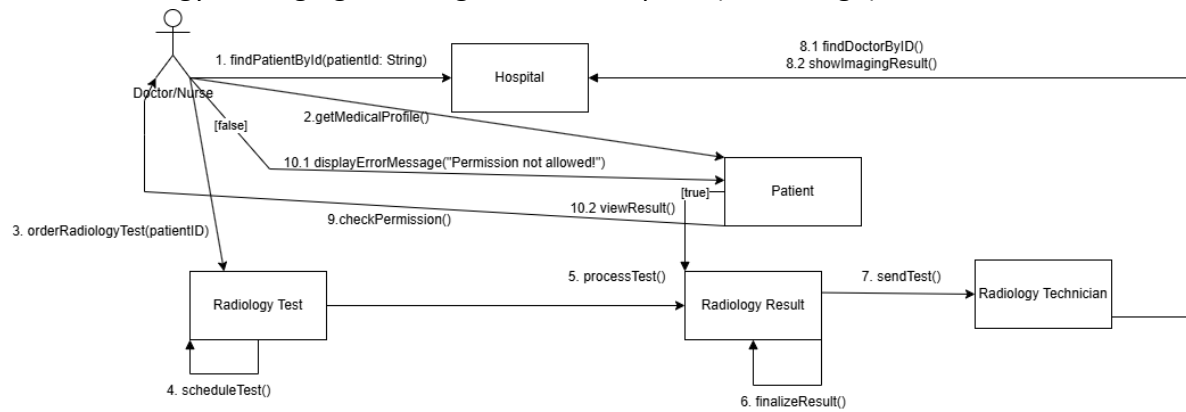 8.1 findDoctorByID()
8.2 showImagingResult()
1. findPatientById(patientId: String)
Hospital
Doctor/Nurse
2.getMedicalProfile()
[false]
10.1 displayErrorMessage("Permission not allowed!")
Patient
[true]
10.2 viewResult()
9.checkPermission()
3. orderRadiologyTest(patientID)
5. processTest()
7. sendTest()
Radiology Test
Radiology Result
Radiology Technician
4. scheduleTest()
6. finalizeResult()